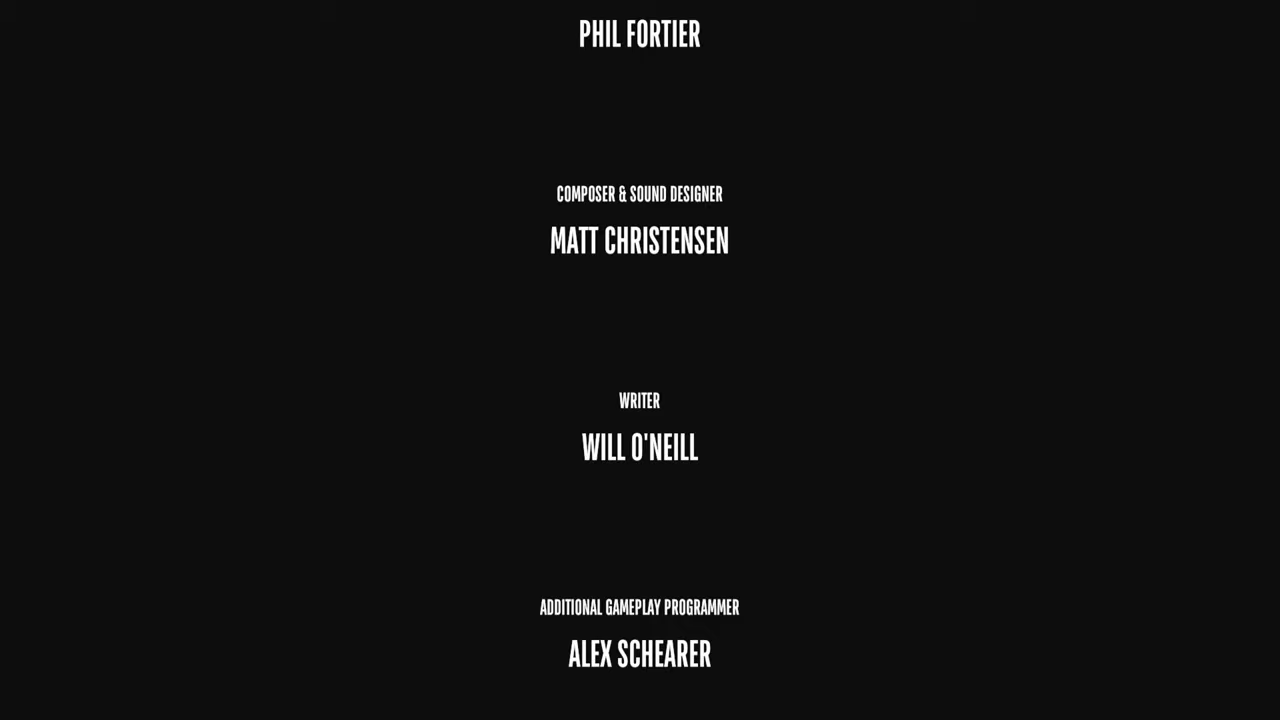 PHIL FORTIER
COMPOSER & SOUND DESIGNER
MATT CHRISTENSEN
WRITER
WILL O'NEILL
ADDITIONAL GAMEPLAY PROGRAMMER
ALEX SCHEARER